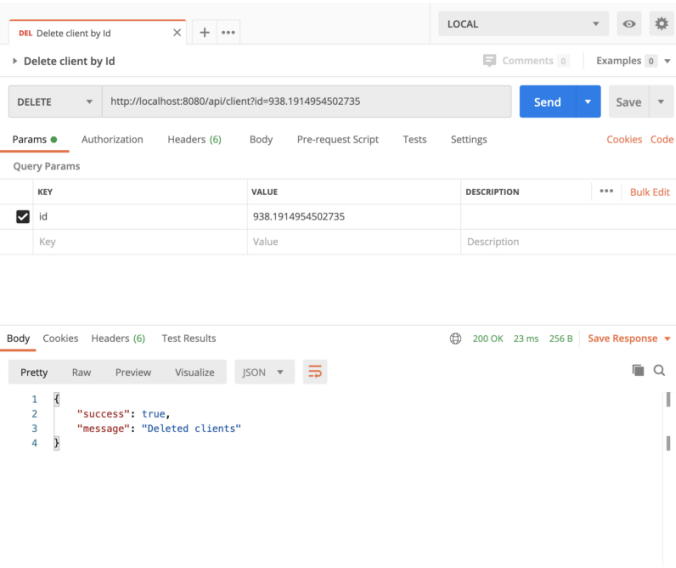 LOCAL
DEL Delete client by Id
Delete client by Id
Comments 0 Examples 0
DELETE http://localhost:8080/api/client?id=938.1914954502735 Send Save
Params Authorization Headers (6) Body Pre-request Script Tests Settings Cookies Code
Query Params
KEY VALUE DESCRIPTION Bulk Edit
id 938.1914954502735
Key Value Description
Body Cookies Headers (6) Test Results 200 OK 23 ms 256 B Save Response
Pretty Raw Preview Visualize JSON
1 {
2 "success": true,
3 "message": "Deleted clients"
4 }